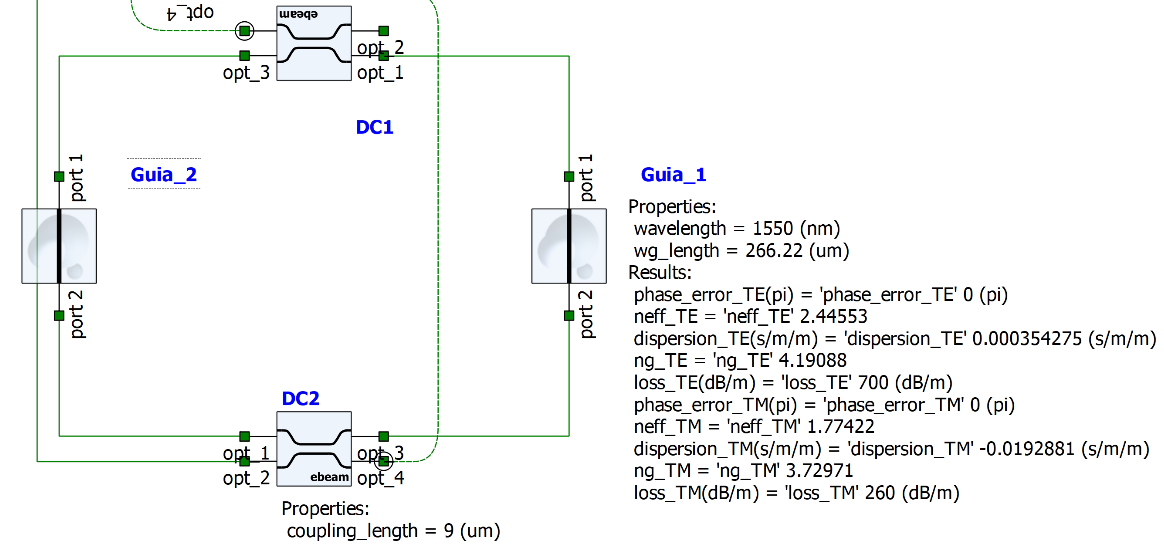 opt_4
ebeam
opt_2
opt_3
opt_1
DC1
port 1
Guia_2
port 1
Guia_1
Properties:
wavelength = 1550 (nm)
wg_length = 266.22 (um)
Results:
phase_error_TE(pi) = 'phase_error_TE' 0 (pi)
neff_TE = 'neff_TE' 2.44553
dispersion_TE(s/m/m) = 'dispersion_TE' 0.000354275 (s/m/m)
ng_TE = 'ng_TE' 4.19088
loss_TE(dB/m) = 'loss_TE' 700 (dB/m)
phase_error_TM(pi) = 'phase_error_TM' 0 (pi)
neff_TM = 'neff_TM' 1.77422
dispersion_TM(s/m/m) = 'dispersion_TM' -0.0192881 (s/m/m)
ng_TM = 'ng_TM' 3.72971
loss_TM(dB/m) = 'loss_TM' 260 (dB/m)
port 2
port 2
DC2
opt_1
opt_3
opt_2
ebeam
opt_4
Properties:
coupling_length = 9 (um)